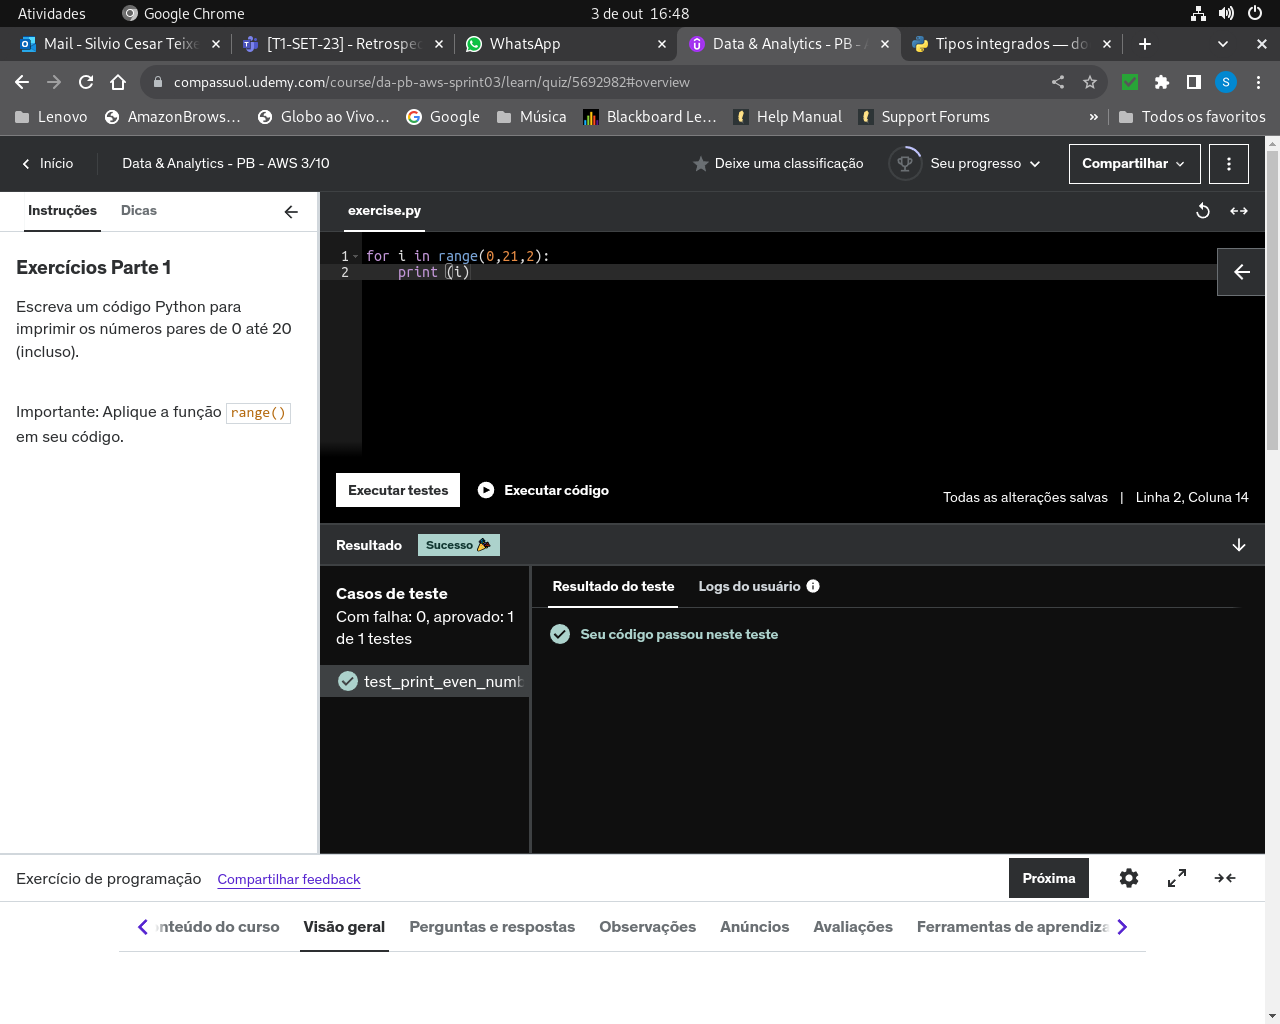 Atividades
Google Chrome
3 de out 16:48
Mail - Silvio Cesar Teixe
[T1-SET-23] - Retrospec
WhatsApp
Data & Analytics - PB - A
Tipos integrados — do
compassuol.udemy.com/course/da-pb-aws-sprint03/learn/quiz/5692982#overview
S
Lenovo
AmazonBrows...
Globo ao Vivo...
Google
Música
Blackboard Le...
Help Manual
Support Forums
»
Todos os favoritos
Início
Data & Analytics - PB - AWS 3/10
Deixe uma classificação
Seu progresso
Compartilhar
Instruções
Dicas
exercise.py
Exercícios Parte 1
Escreva um código Python para
imprimir os números pares de 0 até 20
(incluso).
Importante: Aplique a função range()
em seu código.
1 for i in range(0,21,2):
2     print (i)
Executar testes
Executar código
Todas as alterações salvas | Linha 2, Coluna 14
Resultado
Sucesso
Casos de teste
Com falha: 0, aprovado: 1
de 1 testes
test_print_even_numb
Resultado do teste
Logs do usuário
Seu código passou neste teste
Exercício de programação
Compartilhar feedback
Próxima
nteúdo do curso
Visão geral
Perguntas e respostas
Observações
Anúncios
Avaliações
Ferramentas de aprendiza